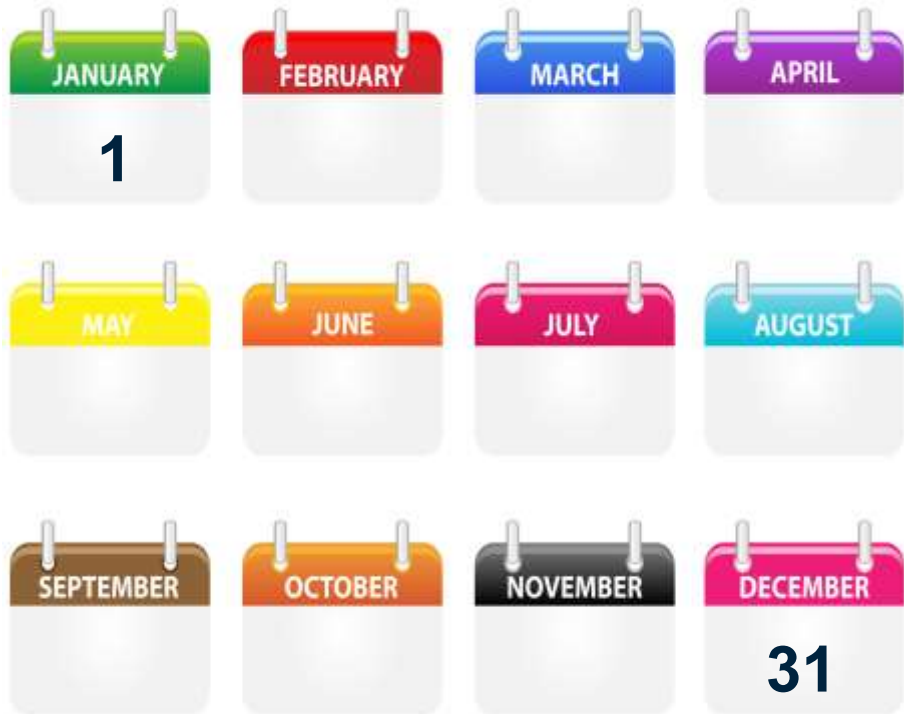 JANUARY FEBRUARY MARCH APRIL
1
MAY JUNE JULY AUGUST
SEPTEMBER OCTOBER NOVEMBER DECEMBER
31